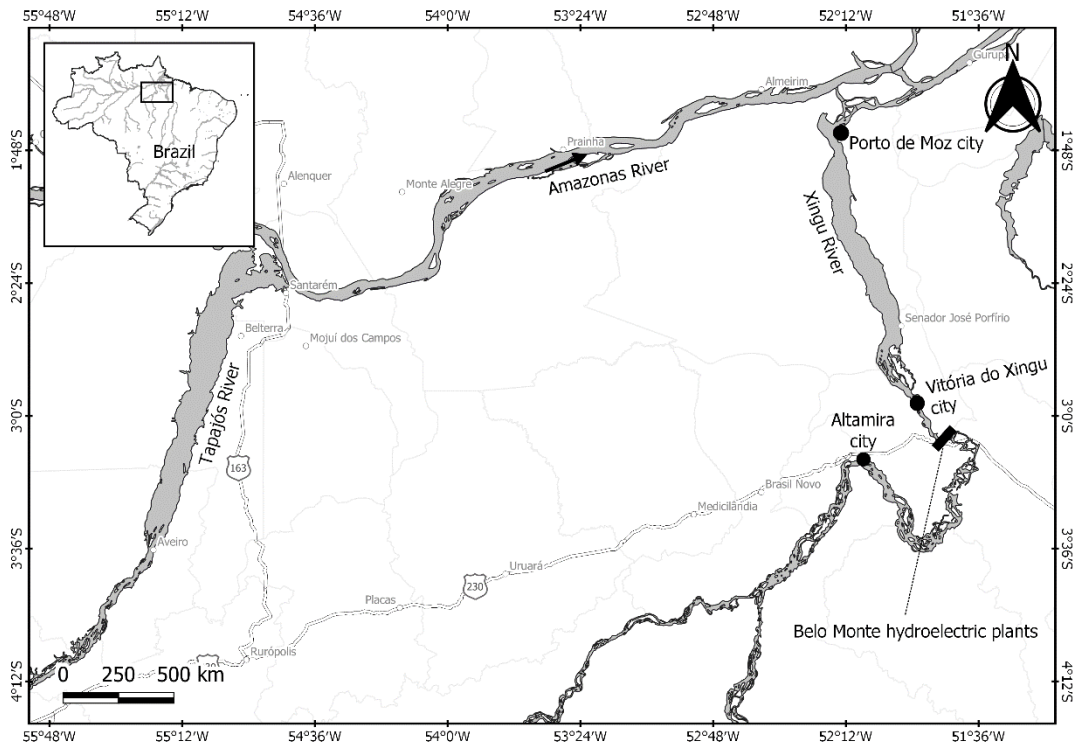 55°48'W 55°12'W 54°36'W 54°00'W 53°24'W 52°48'W 52°12'W 51°36'W
N
Gurupá
Almeirim
Brazil
Prainha
Porto de Moz city
1°48'S 1°48'S
Amazonas River
Alenquer
Monte Alegre
Xingu River
2°24'S 2°24'S
Santarém
Senador José Porfírio
Belterra
Mojuí dos Campos
Tapajós River
Vitória do Xingu
city
3°0'S 3°0'S
Altamira
city
163
Brasil Novo
Medicilândia
3°36'S 3°36'S
Aveiro
Uruará
230
Placas
Belo Monte hydroelectric plants
Rurópolis
4°12'S 4°12'S
0 250 500 km
55°48'W 55°12'W 54°36'W 54°00'W 53°24'W 52°48'W 52°12'W 51°36'W